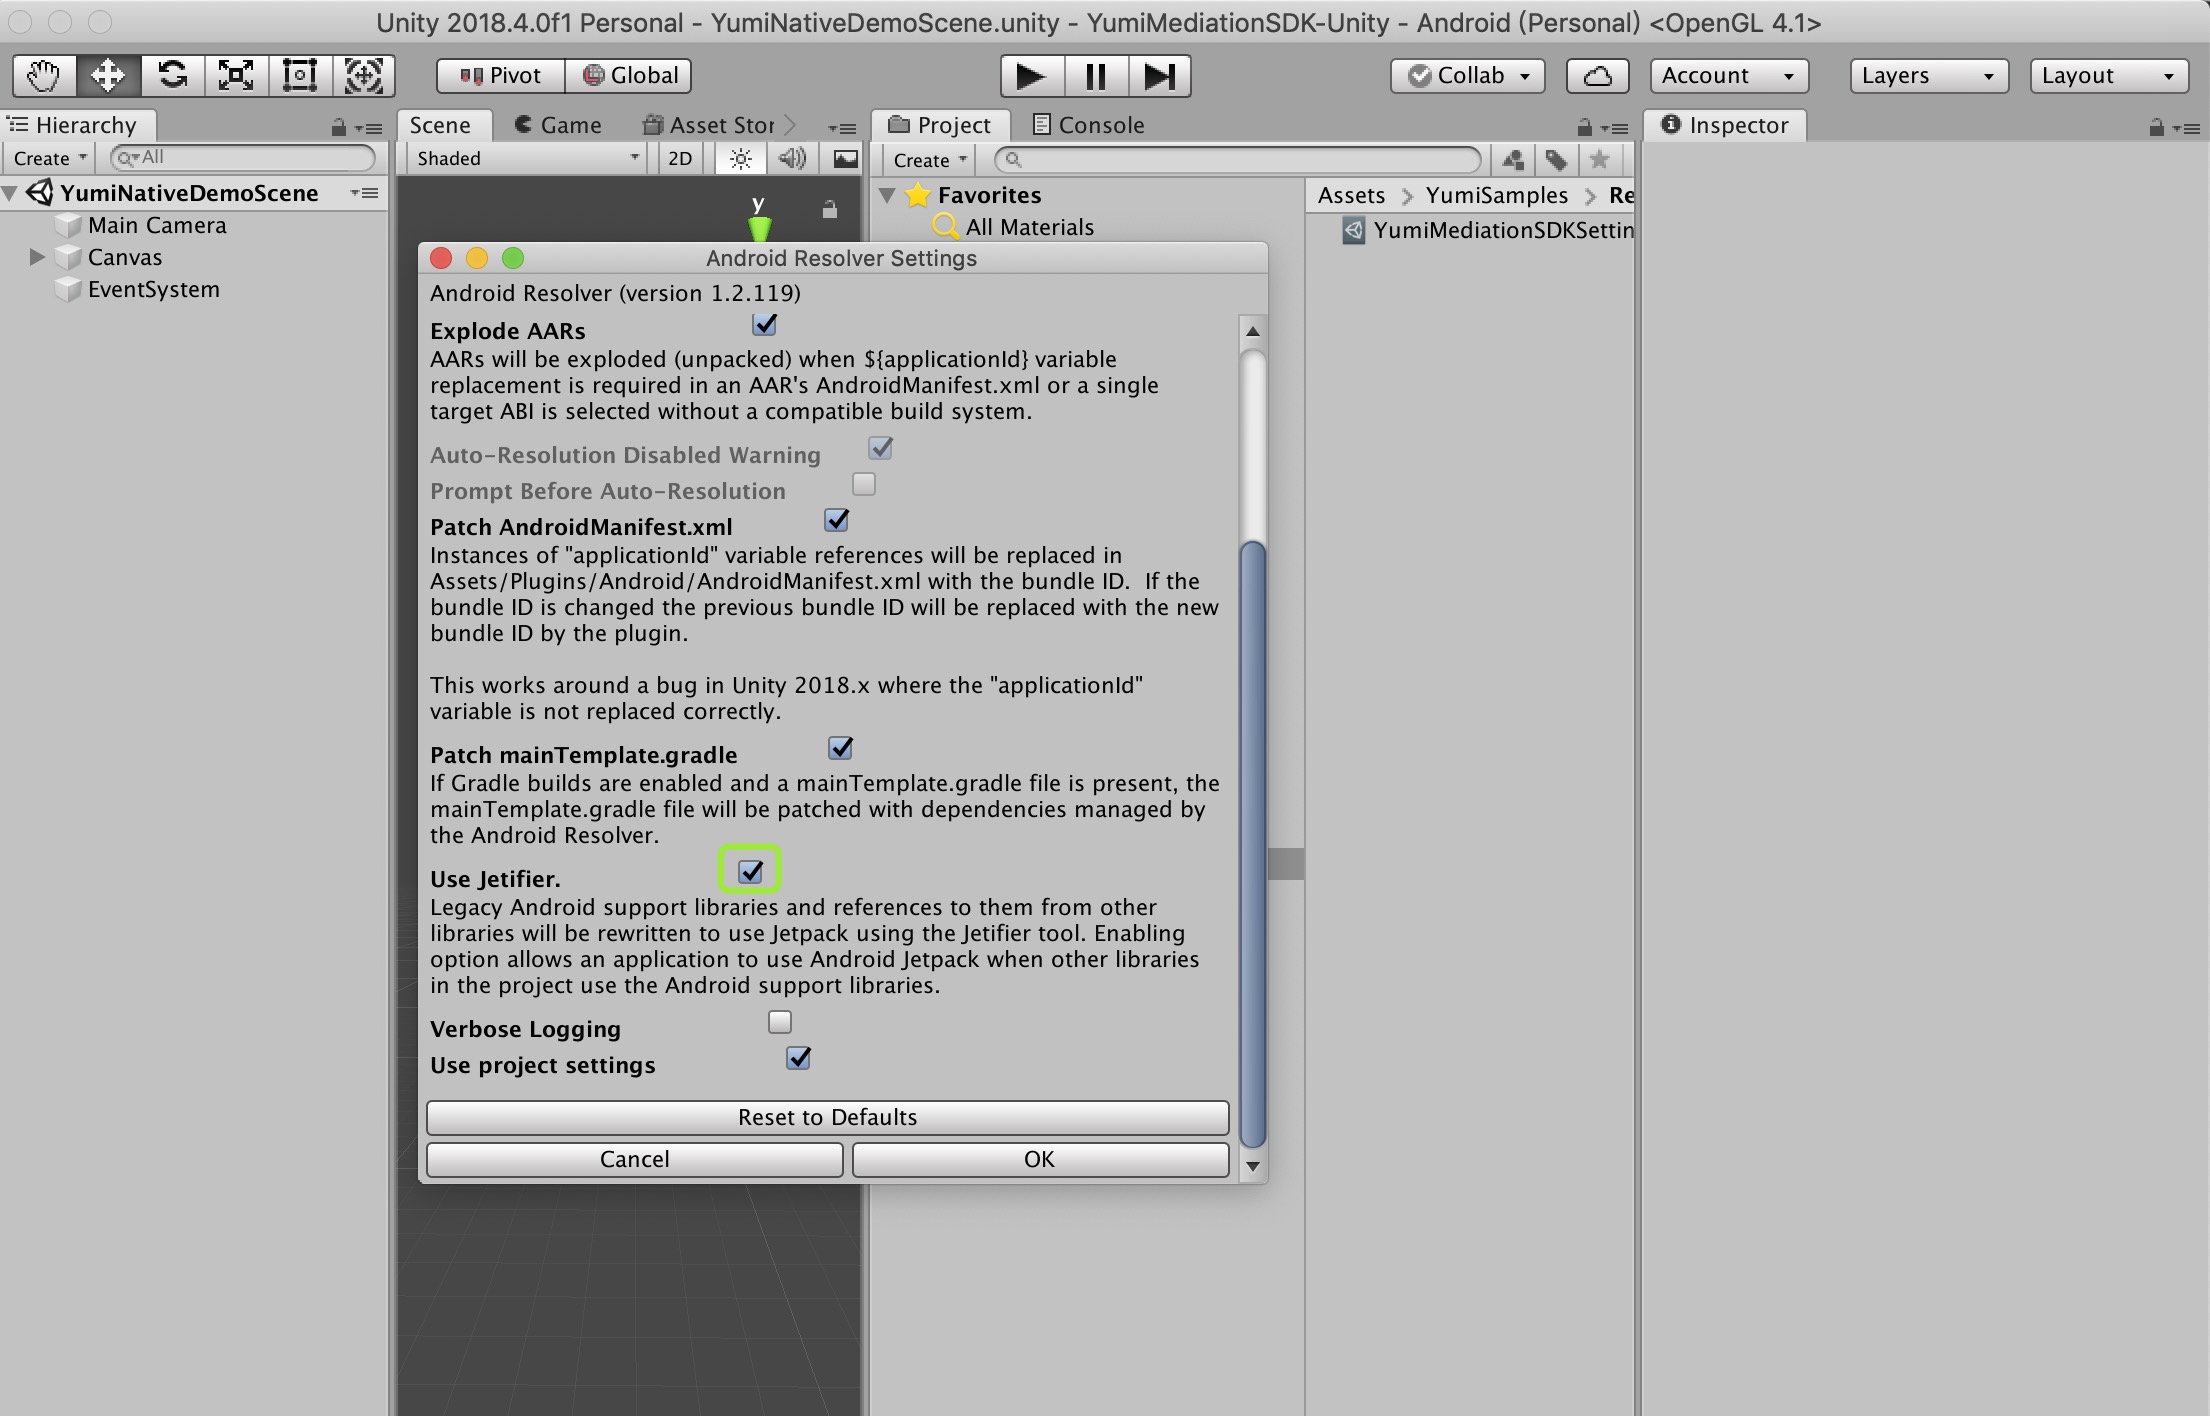 Unity 2018.4.0f1 Personal - YumiNativeDemoScene.unity - YumiMediationSDK-Unity - Android (Personal) <OpenGL 4.1>
Pivot Global Collab Account Layers Layout
Hierarchy
Create All
YumiNativeDemoScene
Main Camera
Canvas
EventSystem
Scene Game Asset Stor
Shaded 2D
y
Project Console
Create
Favorites
All Materials
Assets YumiSamples Re
YumiMediationSDKSettin
Inspector
Android Resolver Settings
Android Resolver (version 1.2.119)
Explode AARs
AARs will be exploded (unpacked) when ${applicationId} variable
replacement is required in an AAR's AndroidManifest.xml or a single
target ABI is selected without a compatible build system.
Auto-Resolution Disabled Warning
Prompt Before Auto-Resolution
Patch AndroidManifest.xml
Instances of "applicationId" variable references will be replaced in
Assets/Plugins/Android/AndroidManifest.xml with the bundle ID.  If the
bundle ID is changed the previous bundle ID will be replaced with the new
bundle ID by the plugin.
This works around a bug in Unity 2018.x where the "applicationId"
variable is not replaced correctly.
Patch mainTemplate.gradle
If Gradle builds are enabled and a mainTemplate.gradle file is present, the
mainTemplate.gradle file will be patched with dependencies managed by
the Android Resolver.
Use Jetifier.
Legacy Android support libraries and references to them from other
libraries will be rewritten to use Jetpack using the Jetifier tool. Enabling
option allows an application to use Android Jetpack when other libraries
in the project use the Android support libraries.
Verbose Logging
Use project settings
Reset to Defaults
Cancel OK